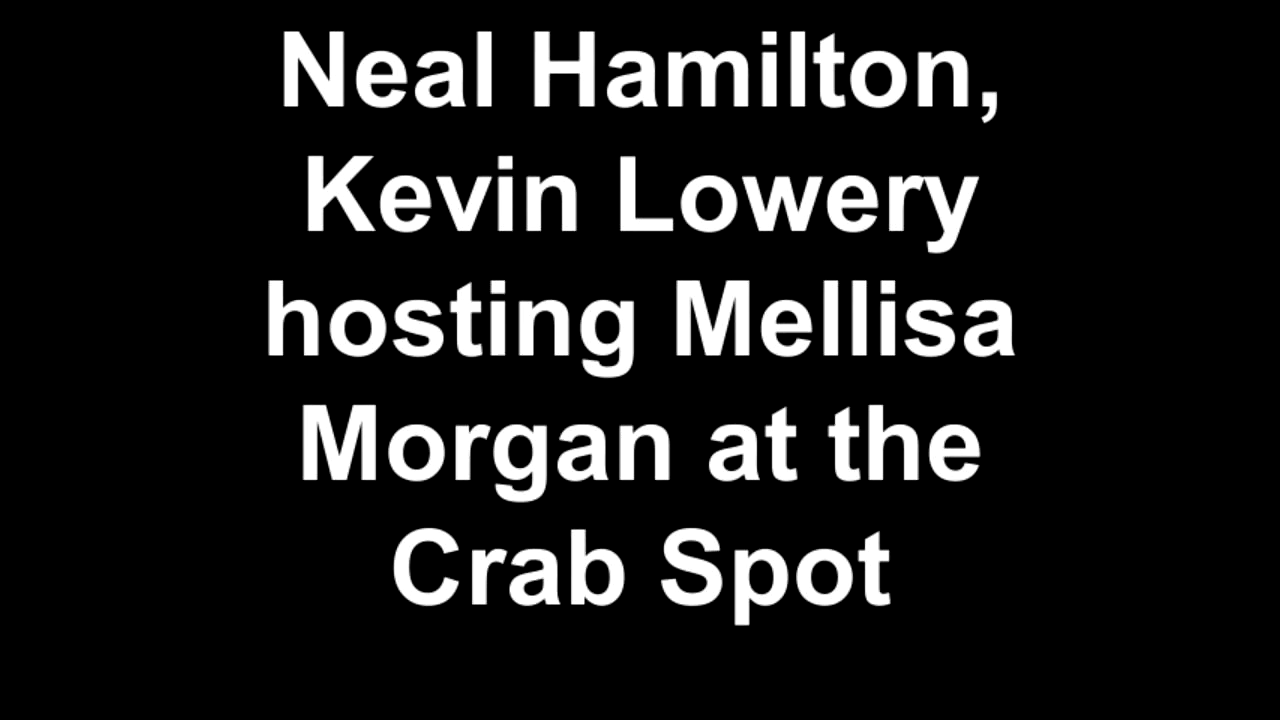 Neal Hamilton,
Kevin Lowery
hosting Mellisa
Morgan at the
Crab Spot